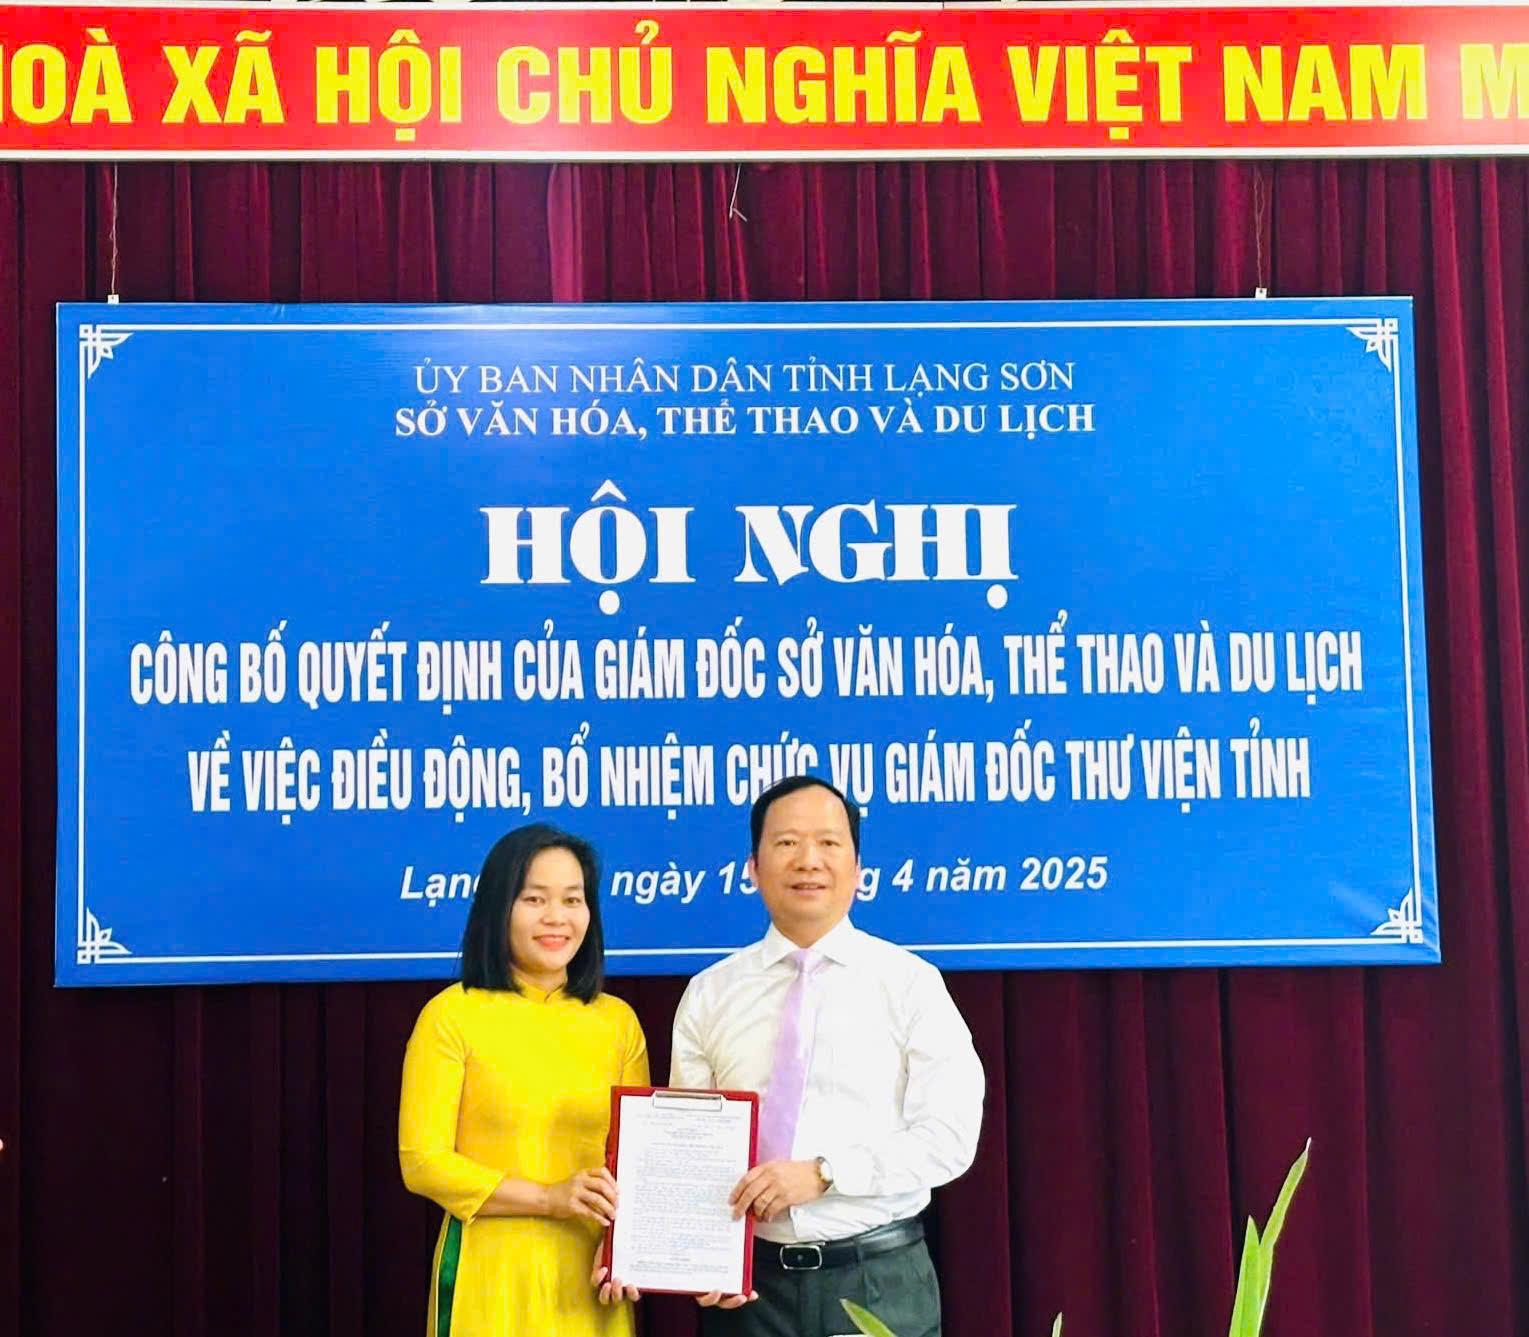 HOÀ XÃ HỘI CHỦ NGHĨA VIỆT NAM M
ỦY BAN NHÂN DÂN TỈNH LẠNG SƠN
SỞ VĂN HÓA, THỂ THAO VÀ DU LỊCH
HỘI NGHỊ
CÔNG BỐ QUYẾT ĐỊNH CỦA GIÁM ĐỐC SỞ VĂN HÓA, THỂ THAO VÀ DU LỊCH
VỀ VIỆC ĐIỀU ĐỘNG, BỔ NHIỆM CHỨC VỤ GIÁM ĐỐC THƯ VIỆN TỈNH
Lạng ngày 15 g 4 năm 2025